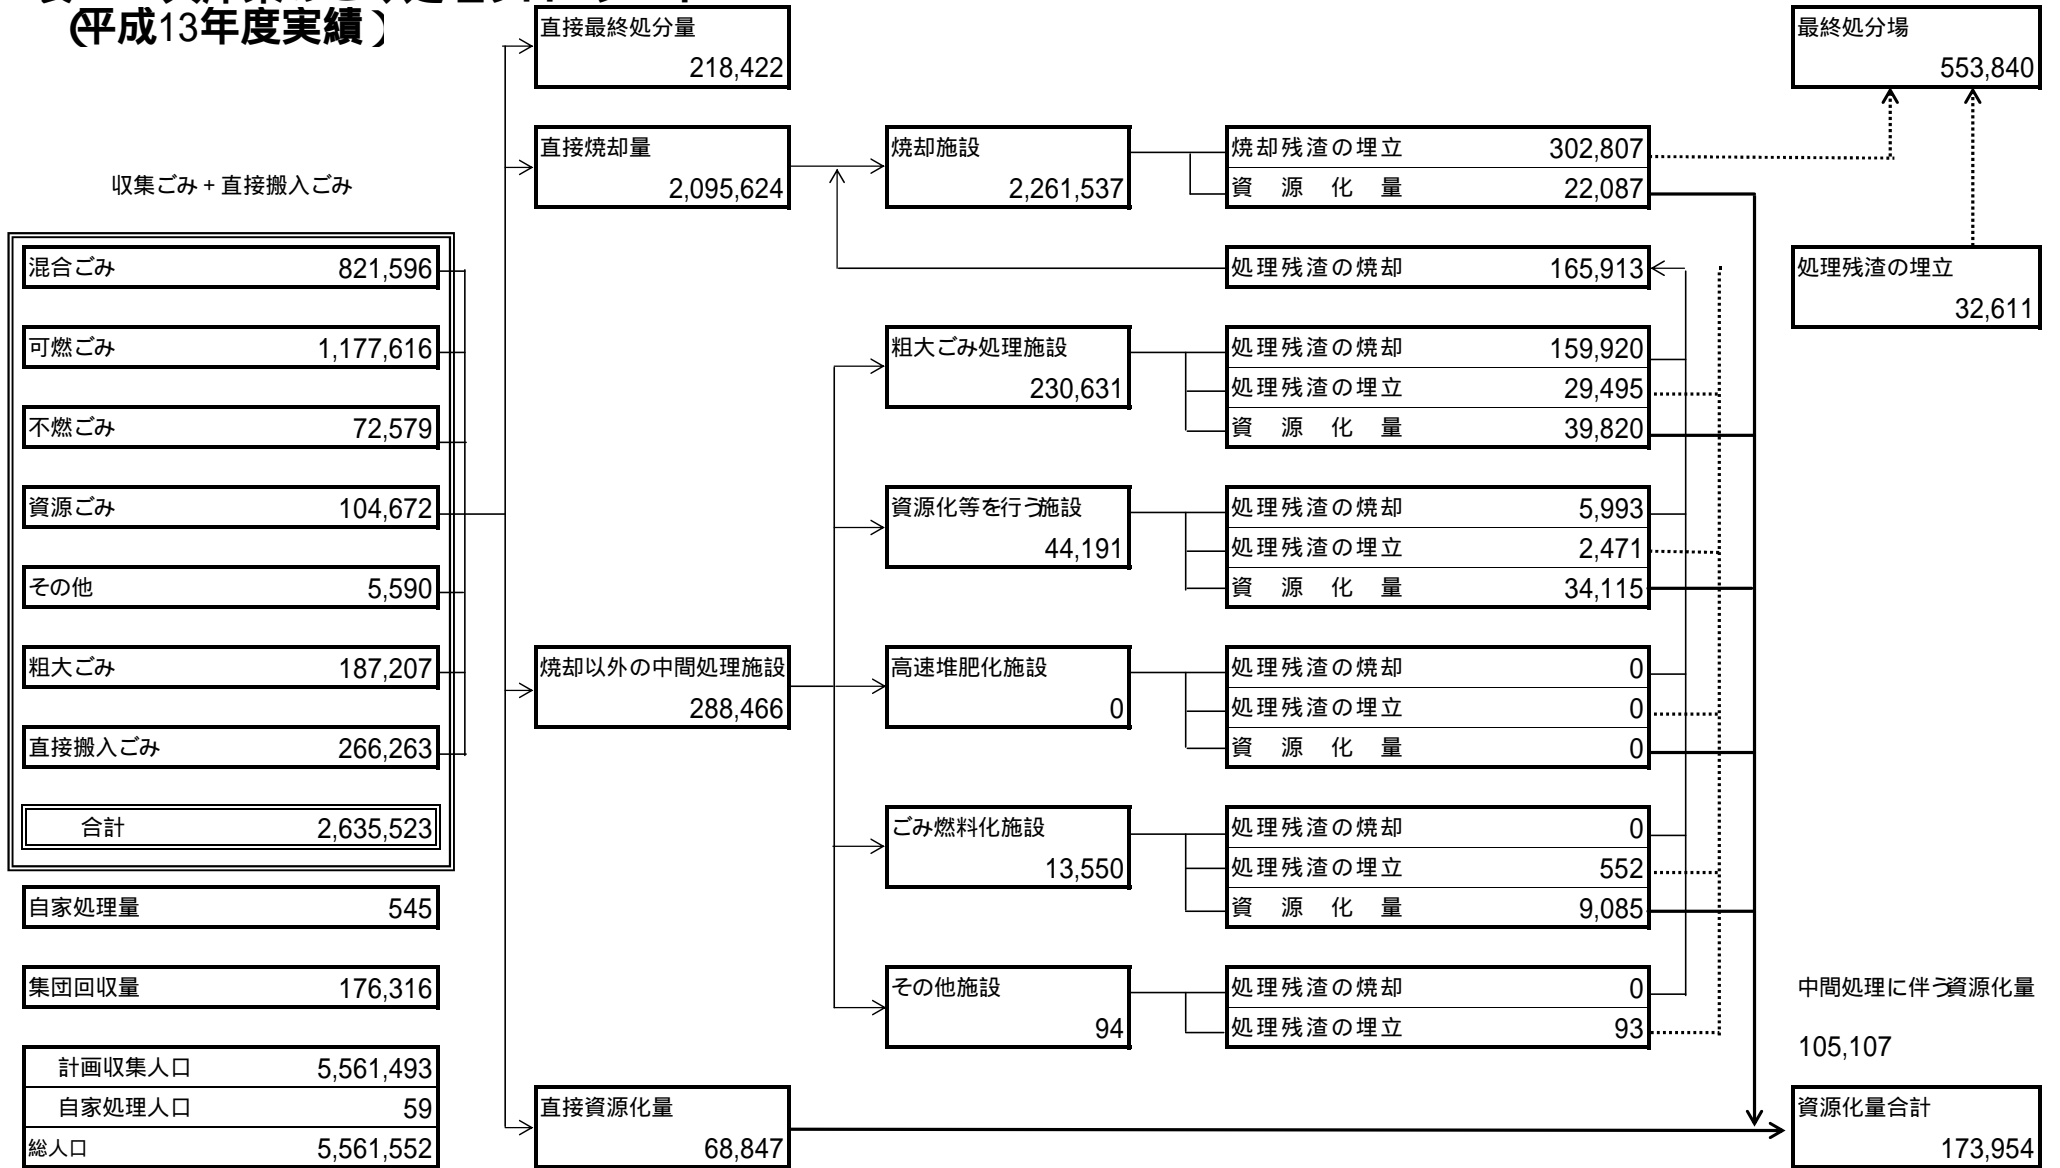 (平成13年度実績)
直接最終処分量
218,422
最終処分場
553,840
収集ごみ + 直接搬入ごみ
直接焼却量
2,095,624
焼却施設
2,261,537
焼却残渣の埋立 302,807
資源化量 22,087
混合ごみ 821,596
処理残渣の焼却 165,913
処理残渣の埋立
32,611
可燃ごみ 1,177,616
粗大ごみ処理施設
230,631
処理残渣の焼却 159,920
処理残渣の埋立 29,495
資源化量 39,820
不燃ごみ 72,579
資源ごみ 104,672
資源化等を行う施設
44,191
処理残渣の焼却 5,993
処理残渣の埋立 2,471
資源化量 34,115
その他 5,590
粗大ごみ 187,207
焼却以外の中間処理施設
288,466
高速堆肥化施設
0
処理残渣の焼却 0
処理残渣の埋立 0
資源化量 0
直接搬入ごみ 266,263
合計 2,635,523
ごみ燃料化施設
13,550
処理残渣の焼却 0
処理残渣の埋立 552
資源化量 9,085
自家処理量 545
集団回収量 176,316
その他施設
94
処理残渣の焼却 0
処理残渣の埋立 93
中間処理に伴う資源化量
105,107
計画収集人口 5,561,493
自家処理人口 59
総人口 5,561,552
直接資源化量
68,847
資源化量合計
173,954